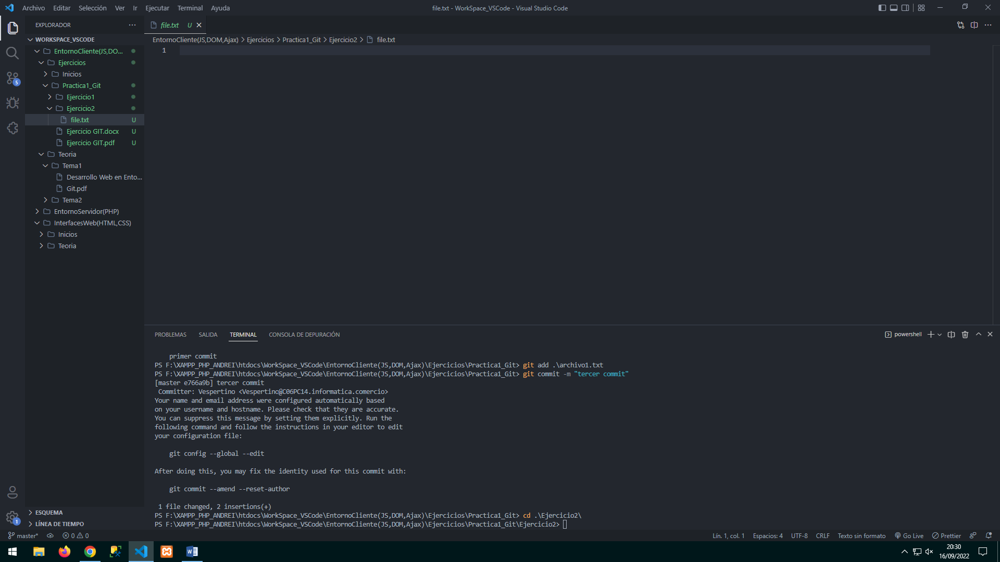 Archivo Editar Selección Ver Ir Ejecutar Terminal Ayuda
file.txt - WorkSpace_VSCode - Visual Studio Code
EXPLORADOR
file.txt U
WORKSPACE_VSCODE
EntornoCliente(JS,DOM,Ajax) Ejercicios Practica1_Git Ejercicio2 file.txt
1
EntornoCliente(JS,DO...
Ejercicios
Inicios
Practica1_Git
Ejercicio1
Ejercicio2
file.txt U
Ejercicio GIT.docx U
Ejercicio GIT.pdf U
Teoria
Tema1
Desarrollo Web en Ento...
Git.pdf
Tema2
EntornoServidor(PHP)
InterfacesWeb(HTML,CSS)
Inicios
Teoria
5
1
ESQUEMA
LÍNEA DE TIEMPO
PROBLEMAS SALIDA TERMINAL CONSOLA DE DEPURACIÓN
powershell
primer commit
PS F:\XAMPP_PHP_ANDREI\htdocs\WorkSpace_VSCode\EntornoCliente(JS,DOM,Ajax)\Ejercicios\Practica1_Git> git add .\archivo1.txt
PS F:\XAMPP_PHP_ANDREI\htdocs\WorkSpace_VSCode\EntornoCliente(JS,DOM,Ajax)\Ejercicios\Practica1_Git> git commit -m "tercer commit"
[master e766a9b] tercer commit
Committer: Vespertino <Vespertino@C06PC14.informatica.comercio>
Your name and email address were configured automatically based
on your username and hostname. Please check that they are accurate.
You can suppress this message by setting them explicitly. Run the
following command and follow the instructions in your editor to edit
your configuration file:
git config --global --edit
After doing this, you may fix the identity used for this commit with:
git commit --amend --reset-author
1 file changed, 2 insertions(+)
PS F:\XAMPP_PHP_ANDREI\htdocs\WorkSpace_VSCode\EntornoCliente(JS,DOM,Ajax)\Ejercicios\Practica1_Git> cd .\Ejercicio2\
PS F:\XAMPP_PHP_ANDREI\htdocs\WorkSpace_VSCode\EntornoCliente(JS,DOM,Ajax)\Ejercicios\Practica1_Git\Ejercicio2>
master* 0 0
Lín. 1, col. 1 Espacios: 4 UTF-8 CRLF Texto sin formato Go Live Prettier
20:30
16/09/2022